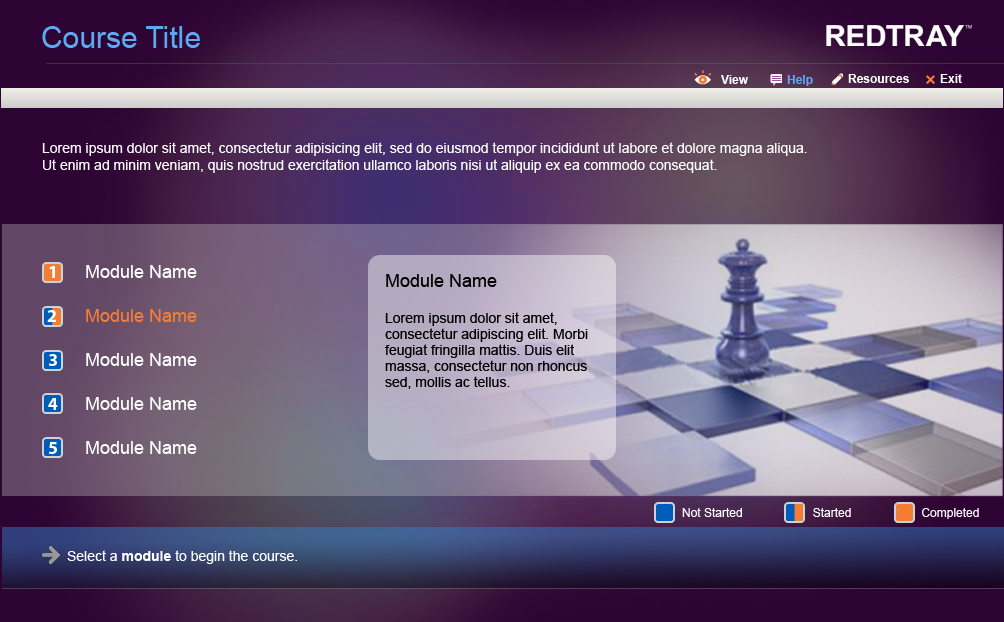 Course Title
REDTRAY™
View
Help
Resources
Exit
Lorem ipsum dolor sit amet, consectetur adipisicing elit, sed do eiusmod tempor incididunt ut labore et dolore magna aliqua.
Ut enim ad minim veniam, quis nostrud exercitation ullamco laboris nisi ut aliquip ex ea commodo consequat.
1 Module Name
2 Module Name
3 Module Name
4 Module Name
5 Module Name
Module Name
Lorem ipsum dolor sit amet,
consectetur adipiscing elit. Morbi
feugiat fringilla mattis. Duis elit
massa, consectetur non rhoncus
sed, mollis ac tellus.
Not Started
Started
Completed
Select a module to begin the course.